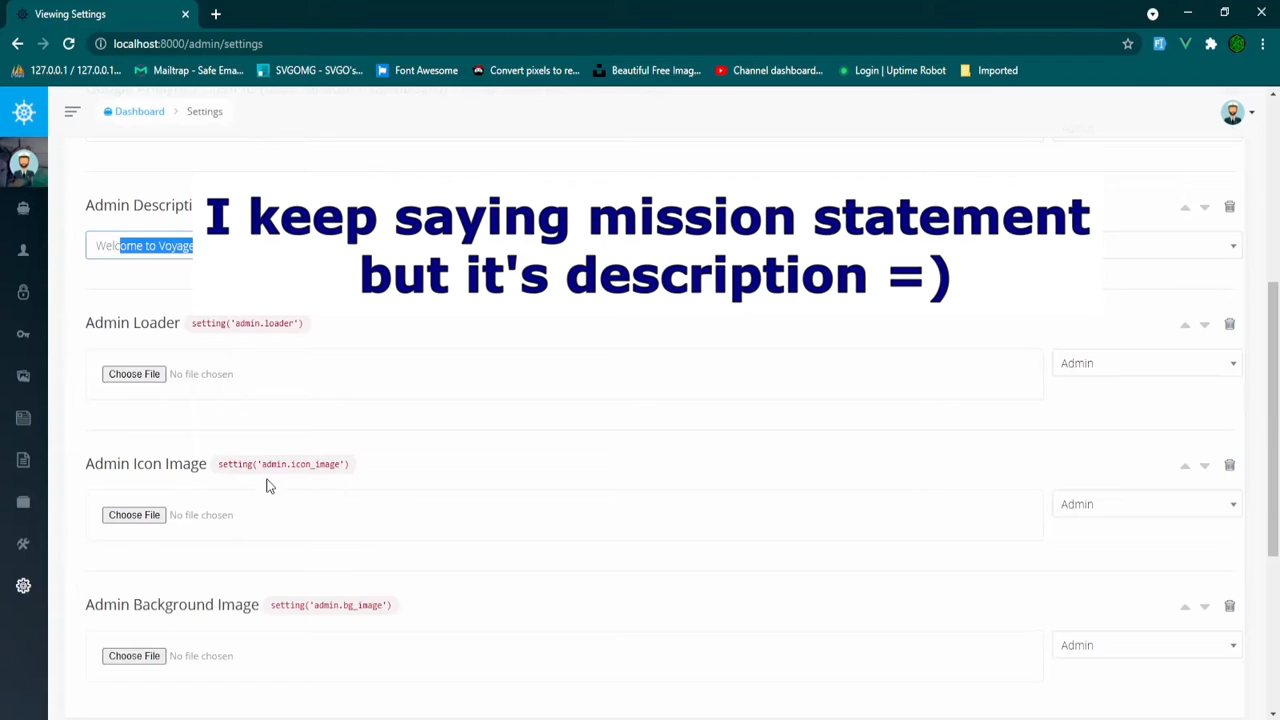 Viewing Settings
localhost:8000/admin/settings
127.0.0.1 / 127.0.0.1...
Mailtrap - Safe Ema...
SVGOMG - SVGO's...
Font Awesome
Convert pixels to re...
Beautiful Free Imag...
Channel dashboard...
Login | Uptime Robot
Imported
Dashboard > Settings
Admin Descripti
I keep saying mission statement
but it's description =)
Welcome to Voyage
Admin Loader setting('admin.loader')
Choose File No file chosen
Admin
Admin Icon Image setting('admin.icon_image')
Choose File No file chosen
Admin
Admin Background Image setting('admin.bg_image')
Choose File No file chosen
Admin